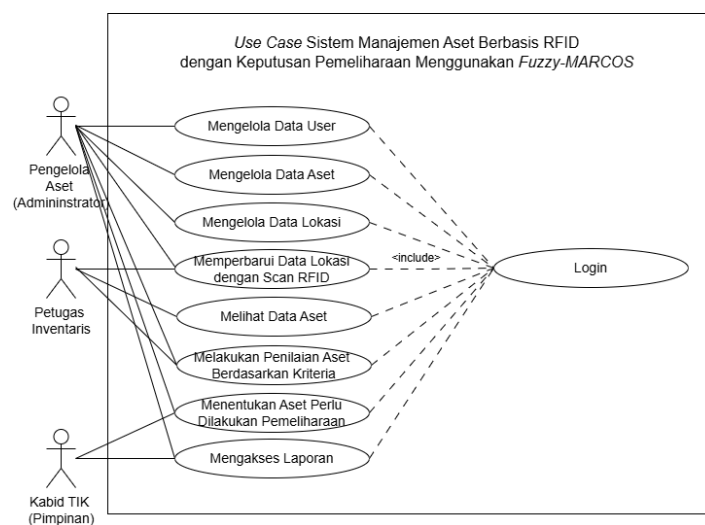 Use Case Sistem Manajemen Aset Berbasis RFID
dengan Keputusan Pemeliharaan Menggunakan Fuzzy-MARCOS
Pengelola
Aset
(Admininstrator)
Petugas
Inventaris
Kabid TIK
(Pimpinan)
Mengelola Data User
Mengelola Data Aset
Mengelola Data Lokasi
Memperbarui Data Lokasi
dengan Scan RFID
Melihat Data Aset
Melakukan Penilaian Aset
Berdasarkan Kriteria
Menentukan Aset Perlu
Dilakukan Pemeliharaan
Mengakses Laporan
<include>
Login